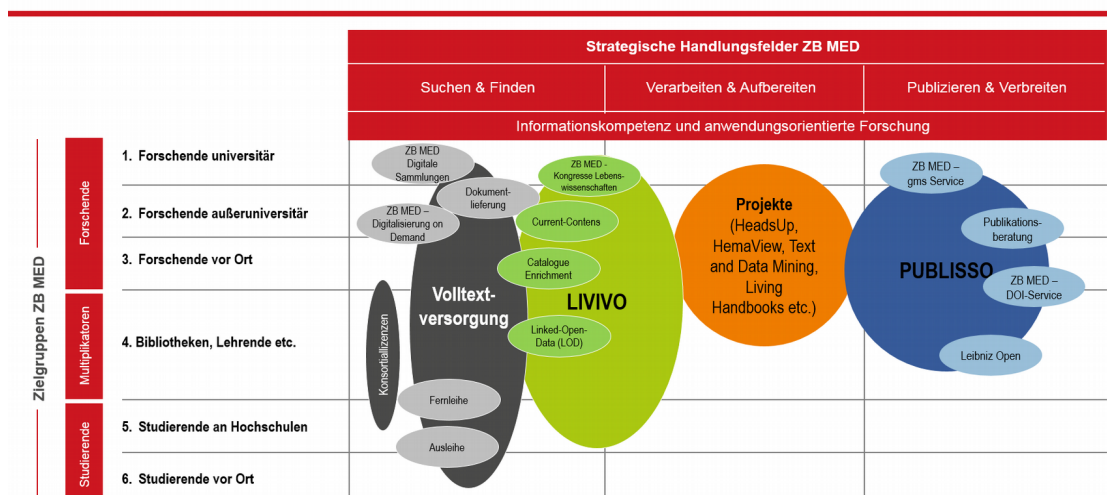 Strategische Handlungsfelder ZB MED
Suchen & Finden
Verarbeiten & Aufbereiten
Publizieren & Verbreiten
Informationskompetenz und anwendungsorientierte Forschung
Zielgruppen ZB MED
Forschende
Multiplikatoren
Studierende
1. Forschende universitär
2. Forschende außeruniversitär
3. Forschende vor Ort
4. Bibliotheken, Lehrende etc.
5. Studierende an Hochschulen
6. Studierende vor Ort
ZB MED
Digitale
Sammlungen
Dokument-
lieferung
ZB MED –
Digitalisierung on
Demand
Volltext-
versorgung
Konsortiallizenzen
Fernleihe
Ausleihe
ZB MED -
Kongresse Lebens-
wissenschaften
Current-Contens
Catalogue
Enrichment
LIVIVO
Linked-Open-
Data (LOD)
Projekte
(HeadsUp,
HemaView, Text
and Data Mining,
Living
Handbooks etc.)
ZB MED –
gms Service
Publikations-
beratung
PUBLISSO
ZB MED –
DOI-Service
Leibniz Open